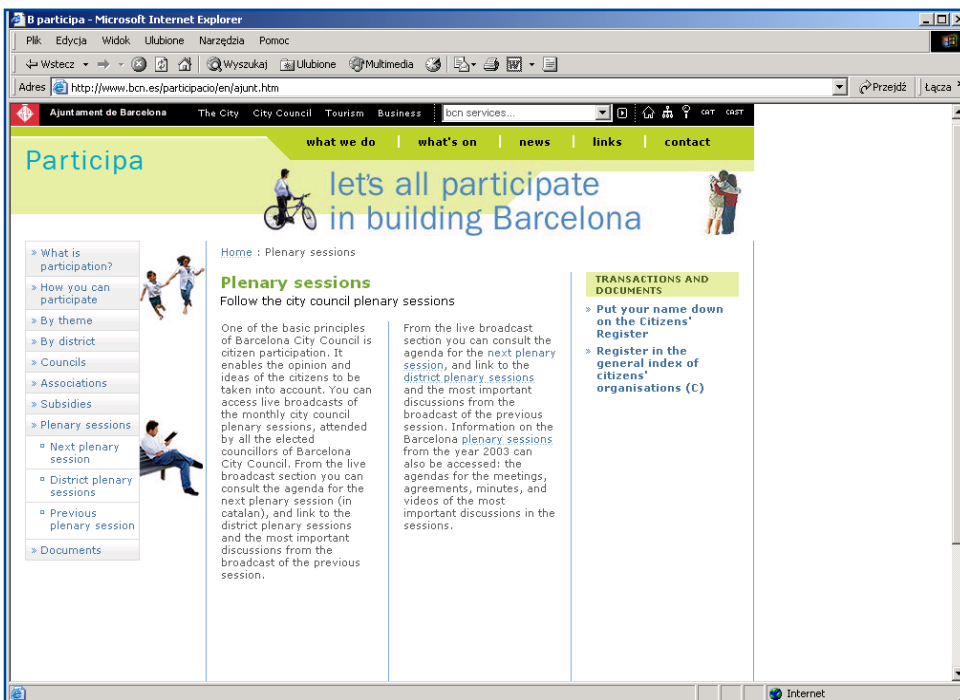 B participa - Microsoft Internet Explorer
Plik Edycja Widok Ulubione Narzędzia Pomoc
Wstecz Wyszukaj Ulubione Multimedia
Adres http://www.bcn.es/participacio/en/ajunt.htm Przejdź Łącza
Ajuntament de Barcelona The City City Council Tourism Business bcn services... CAT CAST
what we do what's on news links contact
Participa
let's all participate
in building Barcelona
» What is
participation?
» How you can
participate
» By theme
» By district
» Councils
» Associations
» Subsidies
» Plenary sessions
Next plenary
session
District plenary
sessions
Previous
plenary session
» Documents
Home : Plenary sessions
Plenary sessions
Follow the city council plenary sessions
One of the basic principles
of Barcelona City Council is
citizen participation. It
enables the opinion and
ideas of the citizens to be
taken into account. You can
access live broadcasts of
the monthly city council
plenary sessions, attended
by all the elected
councillors of Barcelona
City Council. From the live
broadcast section you can
consult the agenda for the
next plenary session (in
catalan), and link to the
district plenary sessions
and the most important
discussions from the
broadcast of the previous
session.
From the live broadcast
section you can consult the
agenda for the next plenary
session, and link to the
district plenary sessions
and the most important
discussions from the
broadcast of the previous
session. Information on the
Barcelona plenary sessions
from the year 2003 can
also be accessed: the
agendas for the meetings,
agreements, minutes, and
videos of the most
important discussions in the
sessions.
TRANSACTIONS AND
DOCUMENTS
» Put your name down
on the Citizens'
Register
» Register in the
general index of
citizens'
organisations (C)
Internet